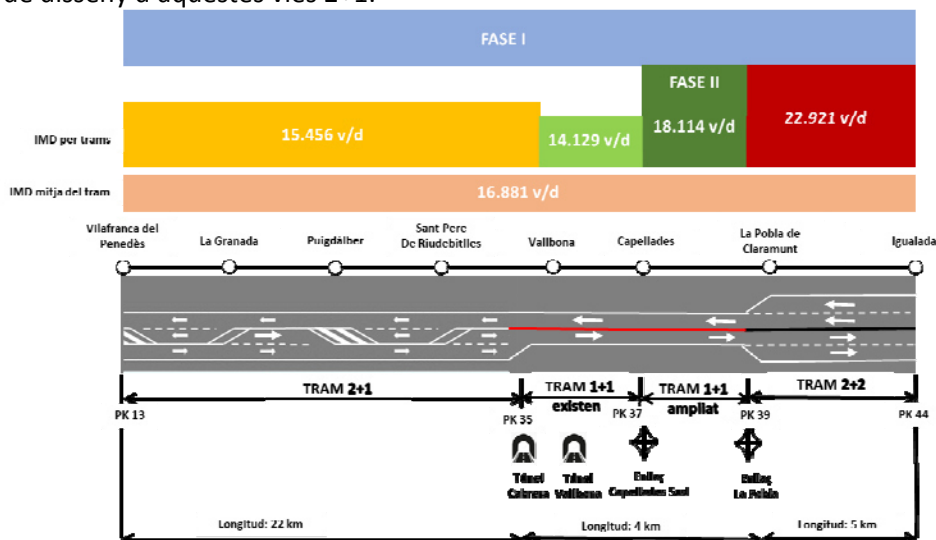 de disseny d'aquestes vies 2+1.
FASE I
FASE II
IMD per trams
15.456 v/d
14.129 v/d
18.114 v/d
22.921 v/d
IMD mitja del tram
16.881 v/d
Vilafranca del
Penedès
La Granada
Puigdàlber
Sant Pere
De Riudebitlles
Vallbona
Capellades
La Pobla de
Claramunt
Igualada
TRAM 2+1
TRAM 1+1
existen
TRAM 1+1
ampliat
TRAM 2+2
PK 13
PK 35
PK 37
PK 39
PK 44
Túnel
Cabrera
Túnel
Vallbona
Enllaç
Capellades Sud
Enllaç
La Pobla
Longitud: 22 km
Longitud: 4 km
Longitud: 5 km